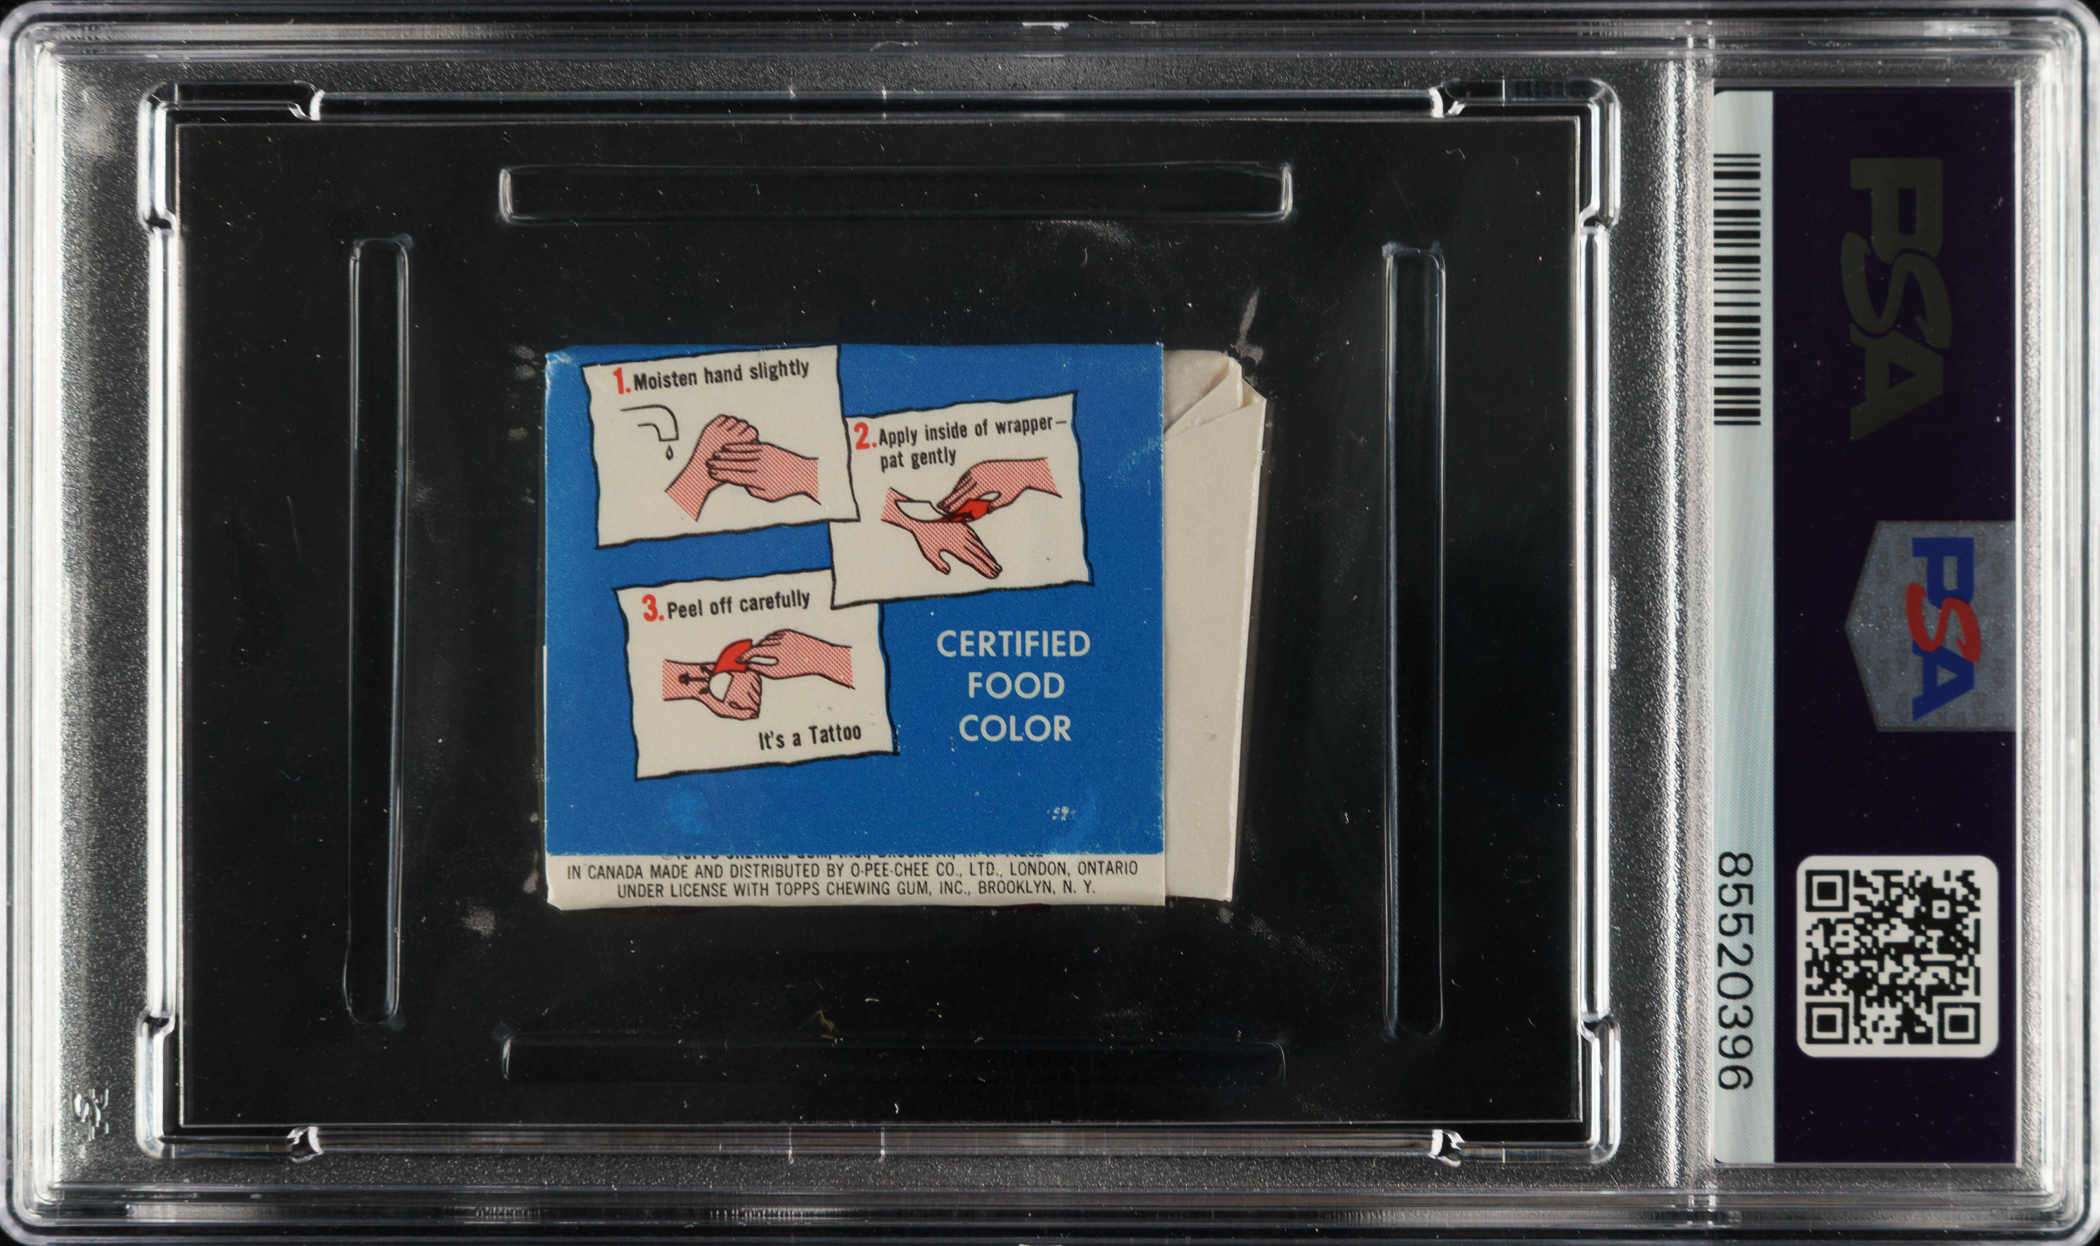 1. Moisten hand slightly
2. Apply inside of wrapper–
pat gently
3. Peel off carefully
It's a Tattoo
CERTIFIED
FOOD
COLOR
IN CANADA MADE AND DISTRIBUTED BY O-PEE-CHEE CO., LTD., LONDON, ONTARIO
UNDER LICENSE WITH TOPPS CHEWING GUM, INC., BROOKLYN, N. Y.
PSA
PSA
85520396